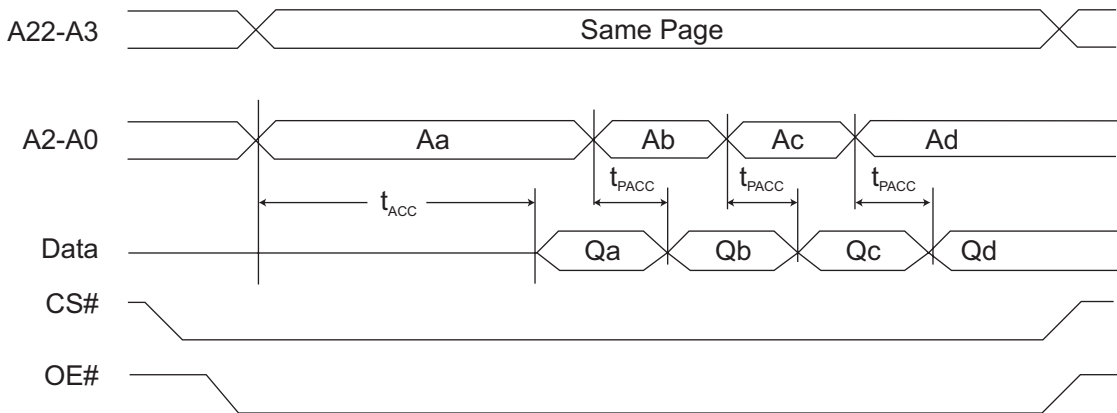 A22-A3 Same Page
A2-A0 Aa Ab Ac Ad
tACC tPACC tPACC tPACC
Data Qa Qb Qc Qd
CS#
OE#